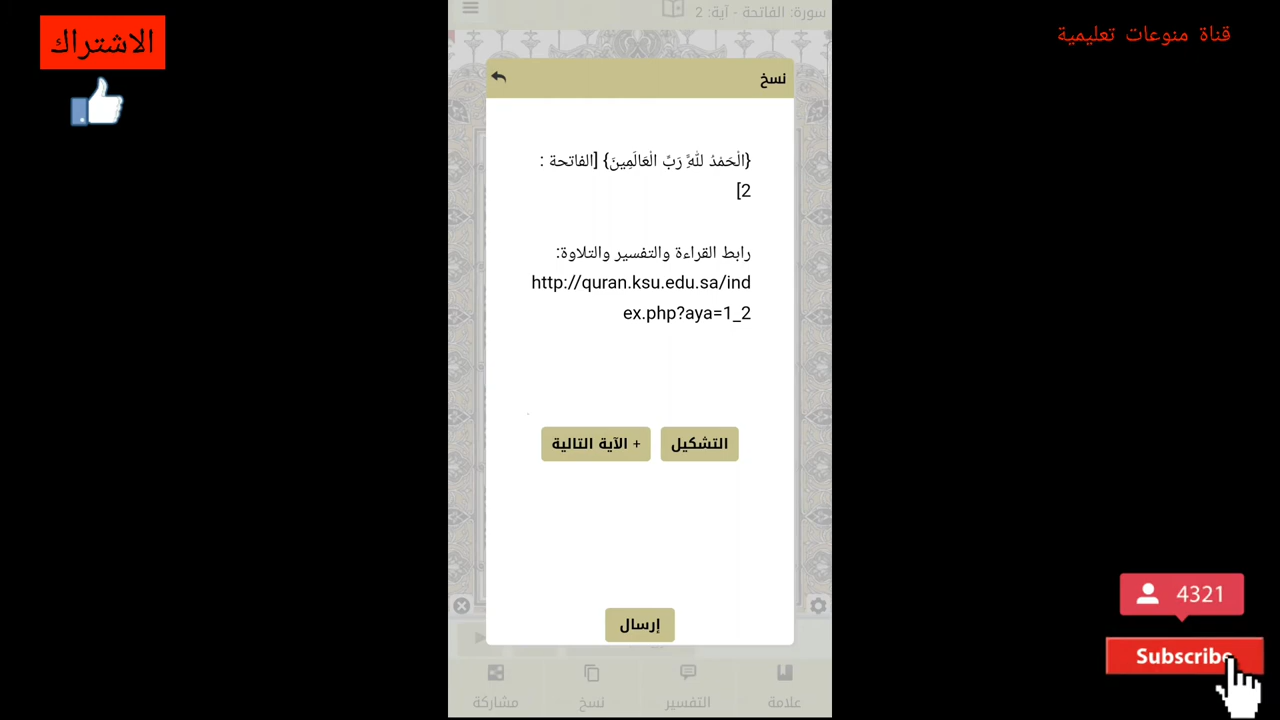 الاشتراك
قناة منوعات تعليمية
سورة: الفاتحة - آية: 2
نسخ
{الْحَمْدُ لِلَّهِ رَبِّ الْعَالَمِينَ} [الفاتحة :
2]
رابط القراءة والتفسير والتلاوة:
http://quran.ksu.edu.sa/ind
ex.php?aya=1_2
التشكيل
+ الآية التالية
إرسال
علامة
التفسير
نسخ
مشاركة
4321
Subscribe